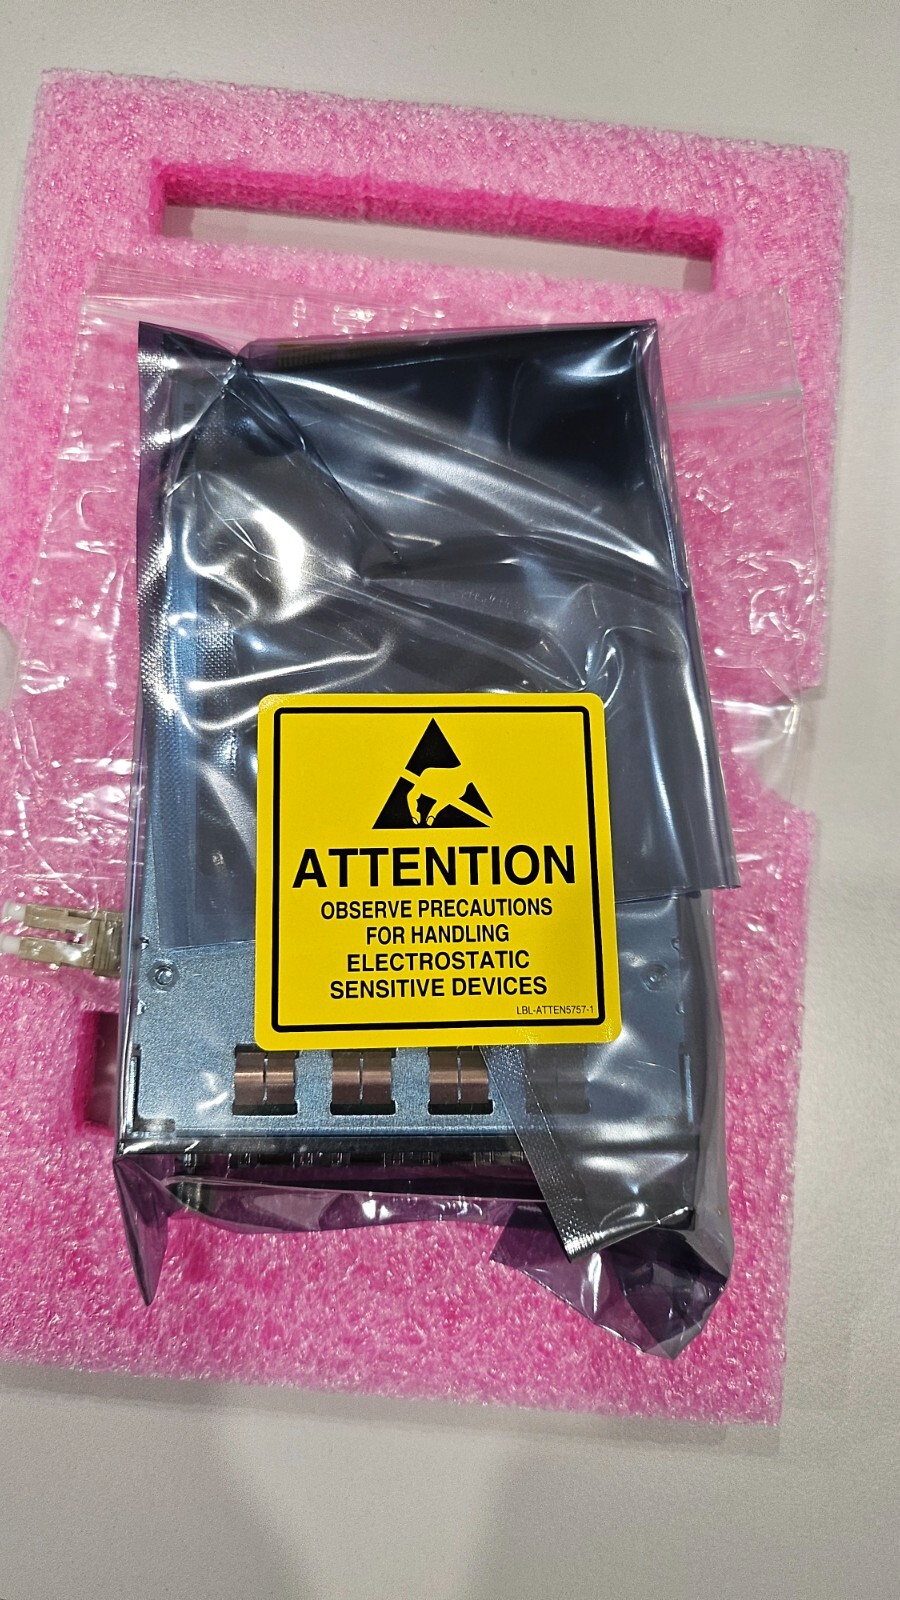 ATTENTION
OBSERVE PRECAUTIONS
FOR HANDLING
ELECTROSTATIC
SENSITIVE DEVICES
LBL-ATTEN5757-1